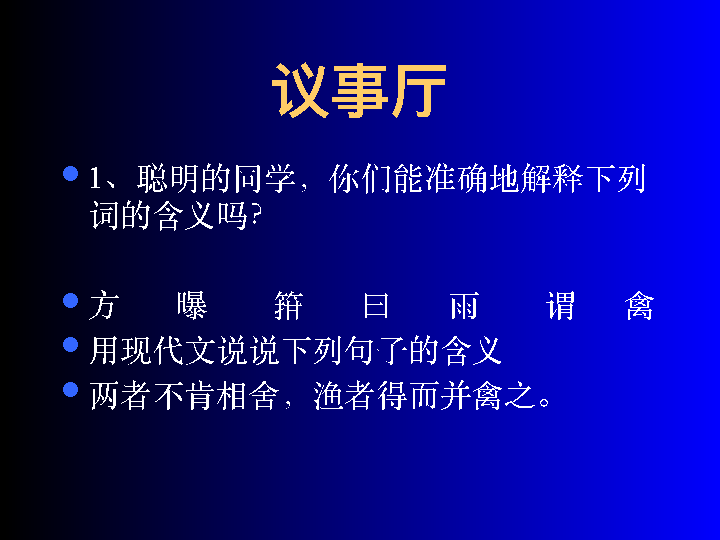 议事厅
1、聪明的同学，你们能准确地解释下列
词的含义吗?
方 曝 箝 曰 雨 谓 禽
用现代文说说下列句子的含义
两者不肯相舍，渔者得而并禽之。